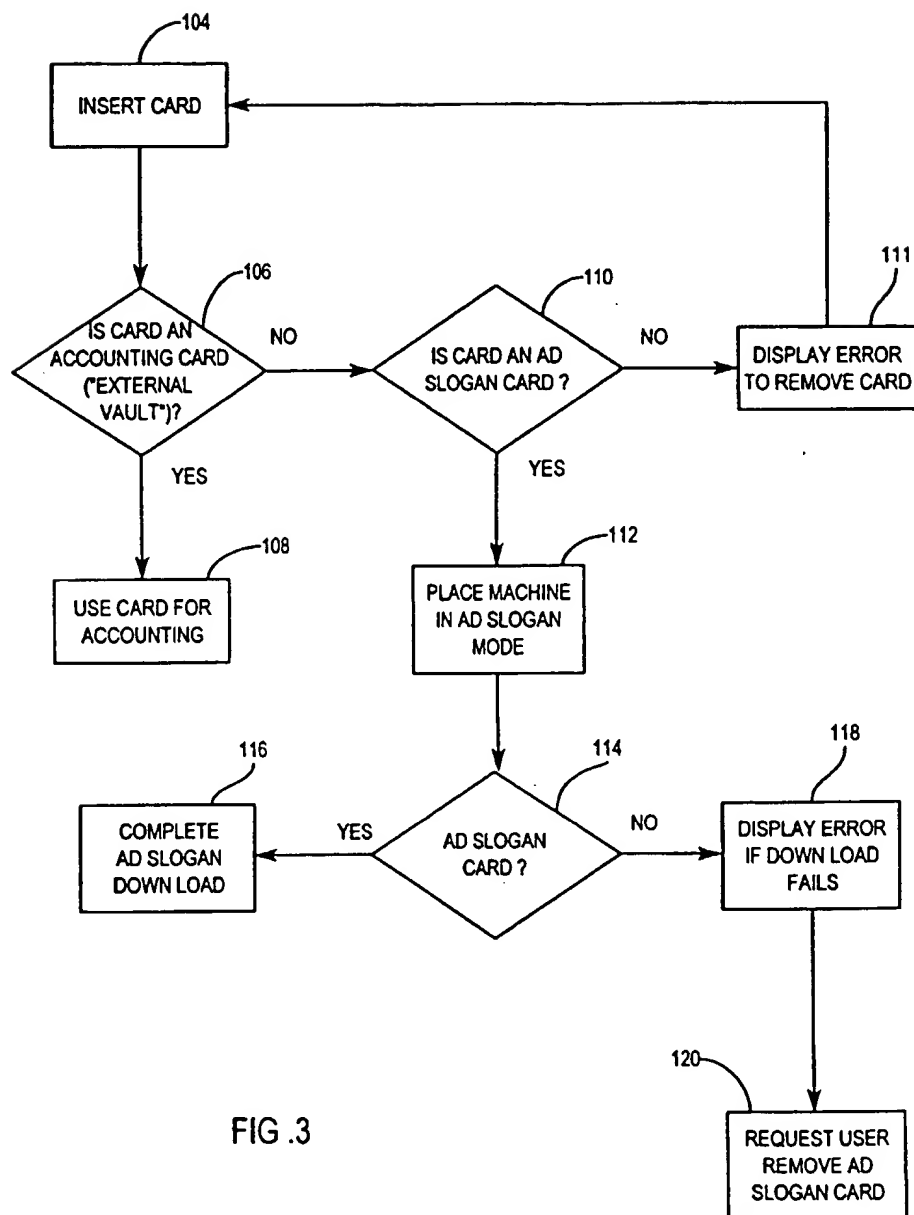 104
INSERT CARD
106
IS CARD AN
ACCOUNTING CARD
("EXTERNAL
VAULT")?
NO
YES
110
IS CARD AN AD
SLOGAN CARD ?
NO
YES
111
DISPLAY ERROR
TO REMOVE CARD
108
USE CARD FOR
ACCOUNTING
112
PLACE MACHINE
IN AD SLOGAN
MODE
114
AD SLOGAN
CARD ?
YES
NO
116
COMPLETE
AD SLOGAN
DOWN LOAD
118
DISPLAY ERROR
IF DOWN LOAD
FAILS
120
REQUEST USER
REMOVE AD
SLOGAN CARD
FIG .3